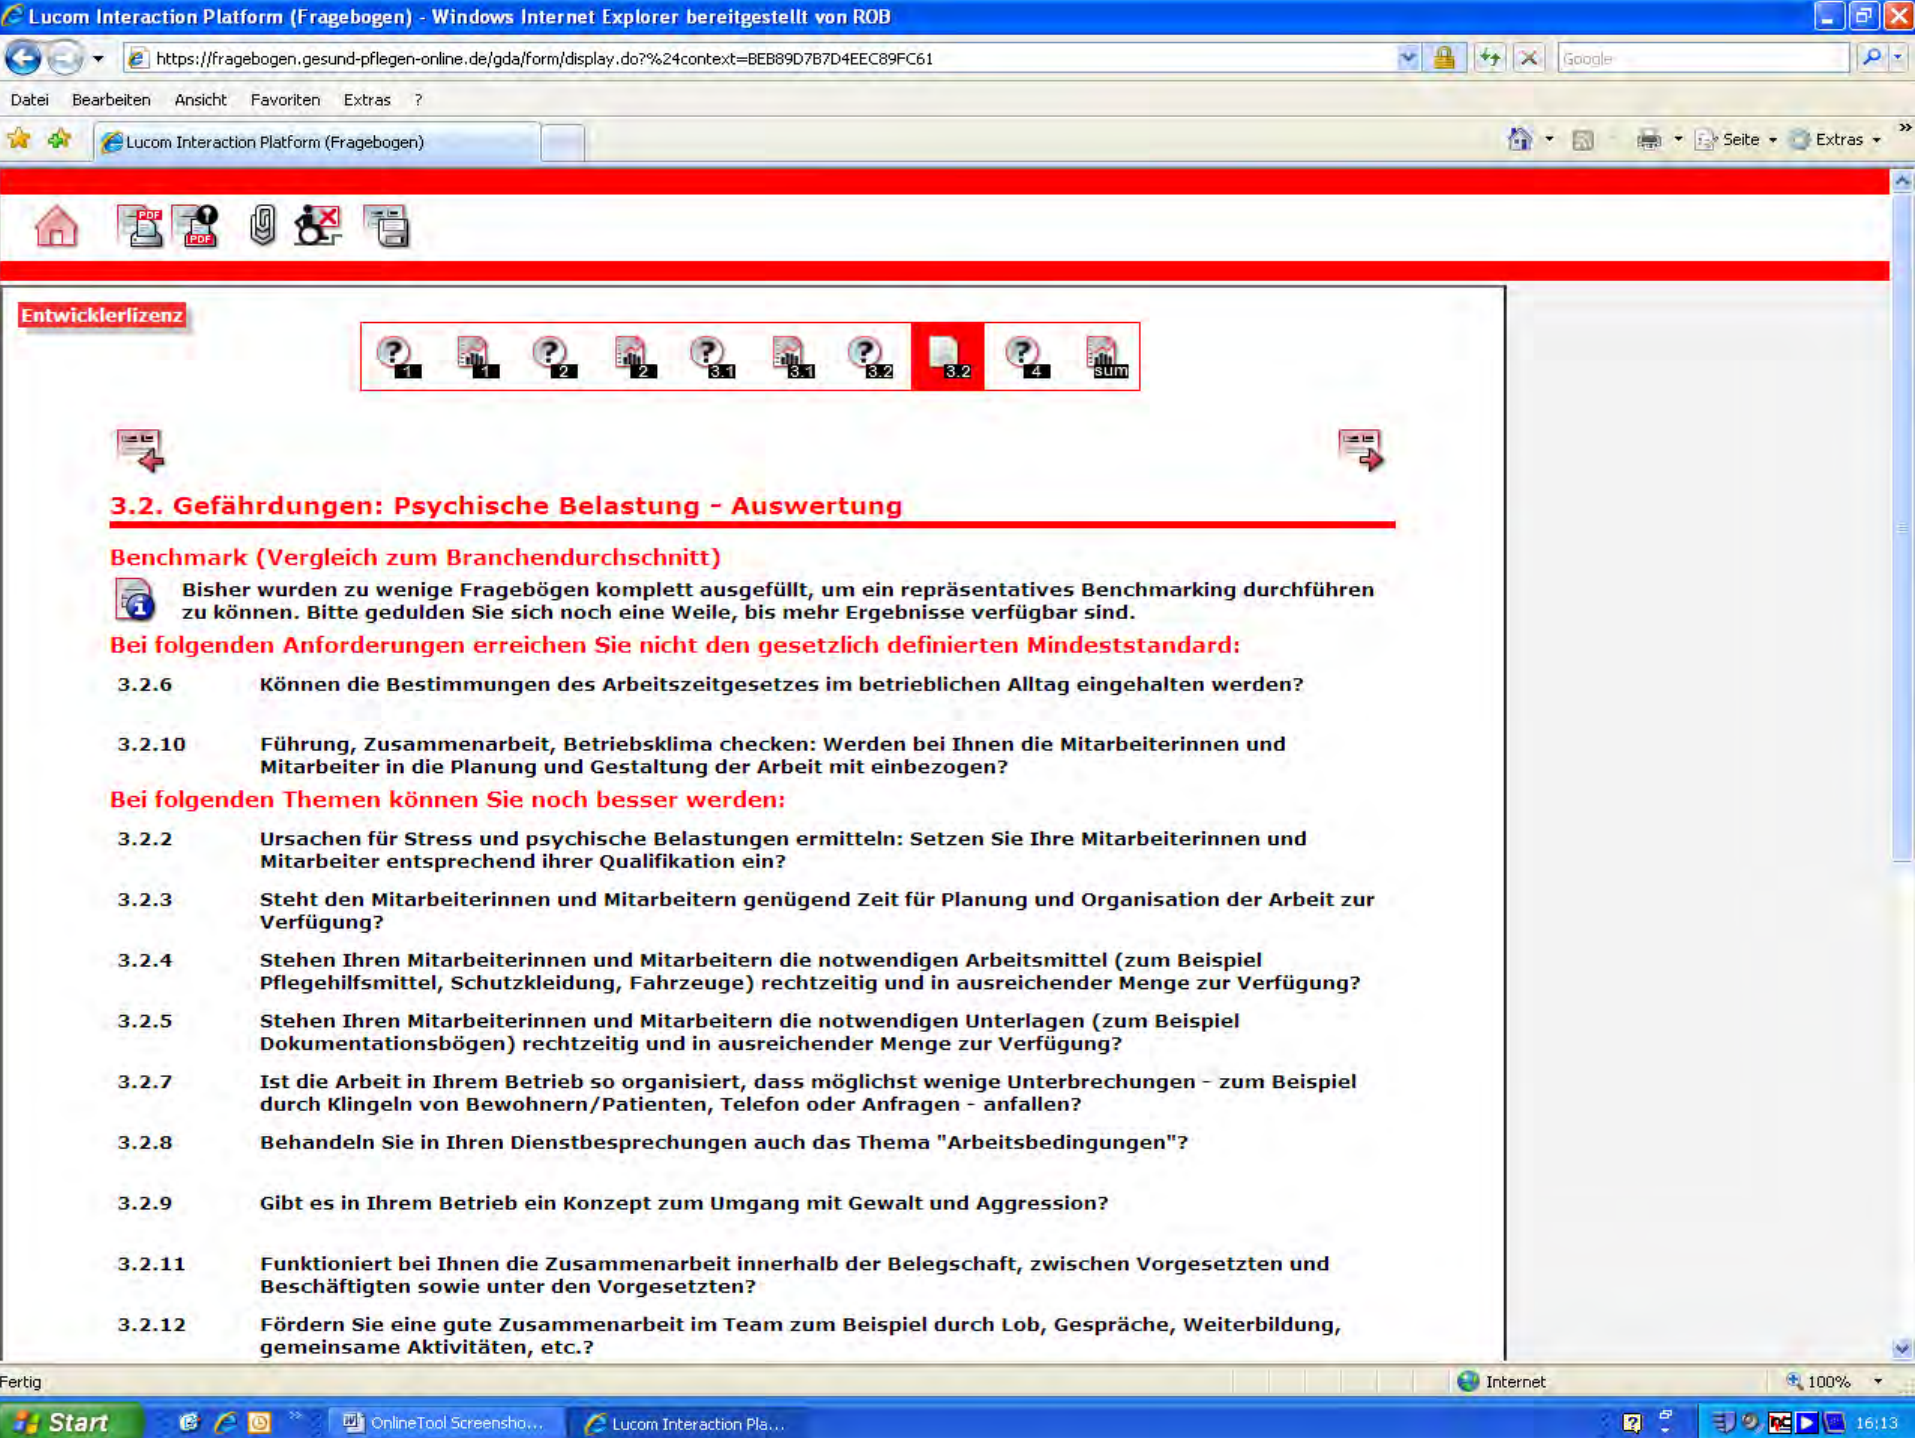 Lucom Interaction Platform (Fragebogen) - Windows Internet Explorer bereitgestellt von ROB
https://fragebogen.gesund-pflegen-online.de/gda/form/display.do?%24context=BEB89D7B7D4EEC89FC61
Google
Datei Bearbeiten Ansicht Favoriten Extras ?
Lucom Interaction Platform (Fragebogen)
Seite Extras »
PDF PDF
Entwicklerlizenz
? 1 1 ? 2 2 ? 3.1 3.1 ? 3.2 3.2 ? 4 sum
3.2. Gefährdungen: Psychische Belastung - Auswertung
Benchmark (Vergleich zum Branchendurchschnitt)
Bisher wurden zu wenige Fragebögen komplett ausgefüllt, um ein repräsentatives Benchmarking durchführen
zu können. Bitte gedulden Sie sich noch eine Weile, bis mehr Ergebnisse verfügbar sind.
Bei folgenden Anforderungen erreichen Sie nicht den gesetzlich definierten Mindeststandard:
3.2.6 Können die Bestimmungen des Arbeitszeitgesetzes im betrieblichen Alltag eingehalten werden?
3.2.10 Führung, Zusammenarbeit, Betriebsklima checken: Werden bei Ihnen die Mitarbeiterinnen und
Mitarbeiter in die Planung und Gestaltung der Arbeit mit einbezogen?
Bei folgenden Themen können Sie noch besser werden:
3.2.2 Ursachen für Stress und psychische Belastungen ermitteln: Setzen Sie Ihre Mitarbeiterinnen und
Mitarbeiter entsprechend ihrer Qualifikation ein?
3.2.3 Steht den Mitarbeiterinnen und Mitarbeitern genügend Zeit für Planung und Organisation der Arbeit zur
Verfügung?
3.2.4 Stehen Ihren Mitarbeiterinnen und Mitarbeitern die notwendigen Arbeitsmittel (zum Beispiel
Pflegehilfsmittel, Schutzkleidung, Fahrzeuge) rechtzeitig und in ausreichender Menge zur Verfügung?
3.2.5 Stehen Ihren Mitarbeiterinnen und Mitarbeitern die notwendigen Unterlagen (zum Beispiel
Dokumentationsbögen) rechtzeitig und in ausreichender Menge zur Verfügung?
3.2.7 Ist die Arbeit in Ihrem Betrieb so organisiert, dass möglichst wenige Unterbrechungen - zum Beispiel
durch Klingeln von Bewohnern/Patienten, Telefon oder Anfragen - anfallen?
3.2.8 Behandeln Sie in Ihren Dienstbesprechungen auch das Thema "Arbeitsbedingungen"?
3.2.9 Gibt es in Ihrem Betrieb ein Konzept zum Umgang mit Gewalt und Aggression?
3.2.11 Funktioniert bei Ihnen die Zusammenarbeit innerhalb der Belegschaft, zwischen Vorgesetzten und
Beschäftigten sowie unter den Vorgesetzten?
3.2.12 Fördern Sie eine gute Zusammenarbeit im Team zum Beispiel durch Lob, Gespräche, Weiterbildung,
gemeinsame Aktivitäten, etc.?
Fertig Internet 100%
Start » OnlineTool Screensho... Lucom Interaction Pla... 16:13